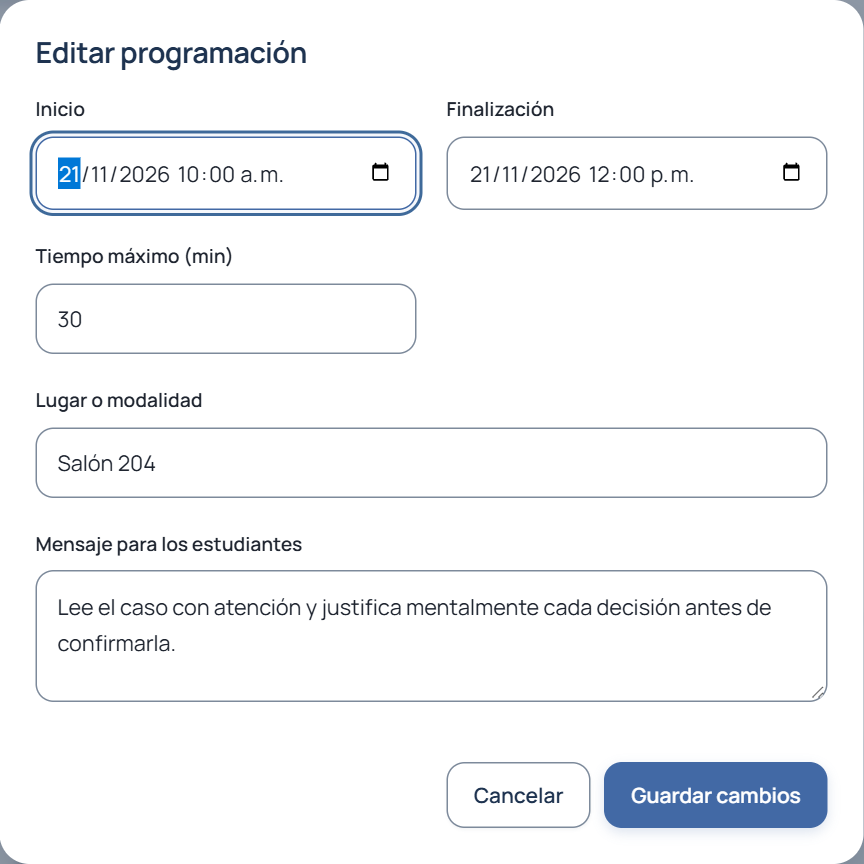 Editar programación
Inicio
Finalización
21/11/2026 10:00 a.m.
21/11/2026 12:00 p.m.
Tiempo máximo (min)
30
Lugar o modalidad
Salón 204
Mensaje para los estudiantes
Lee el caso con atención y justifica mentalmente cada decisión antes de
confirmarla.
Cancelar
Guardar cambios